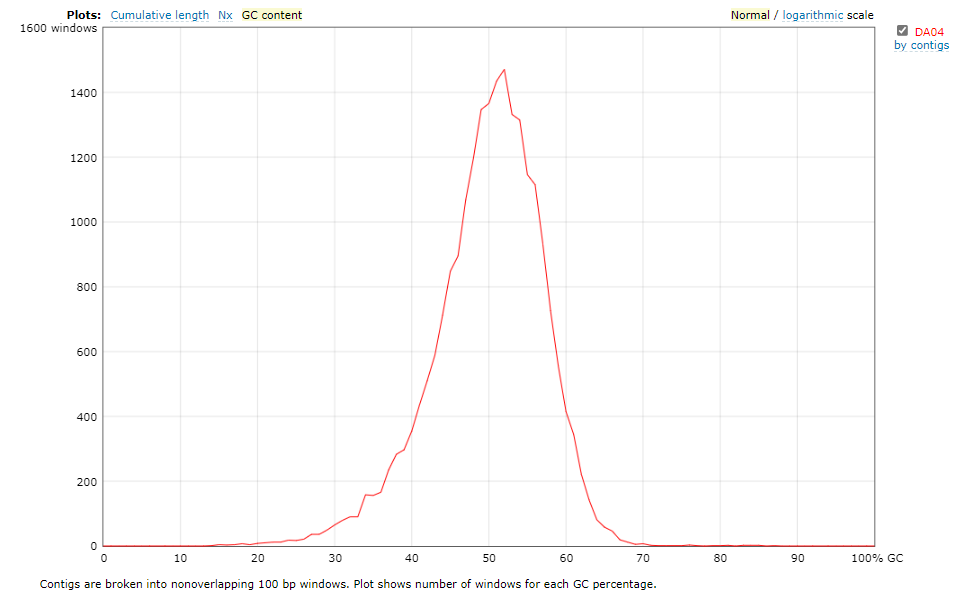 Plots: Cumulative length Nx GC content Normal / logarithmic scale
1600 windows
DA04
by contigs
1400
1200
1000
800
600
400
200
0
0 10 20 30 40 50 60 70 80 90 100% GC
Contigs are broken into nonoverlapping 100 bp windows. Plot shows number of windows for each GC percentage.